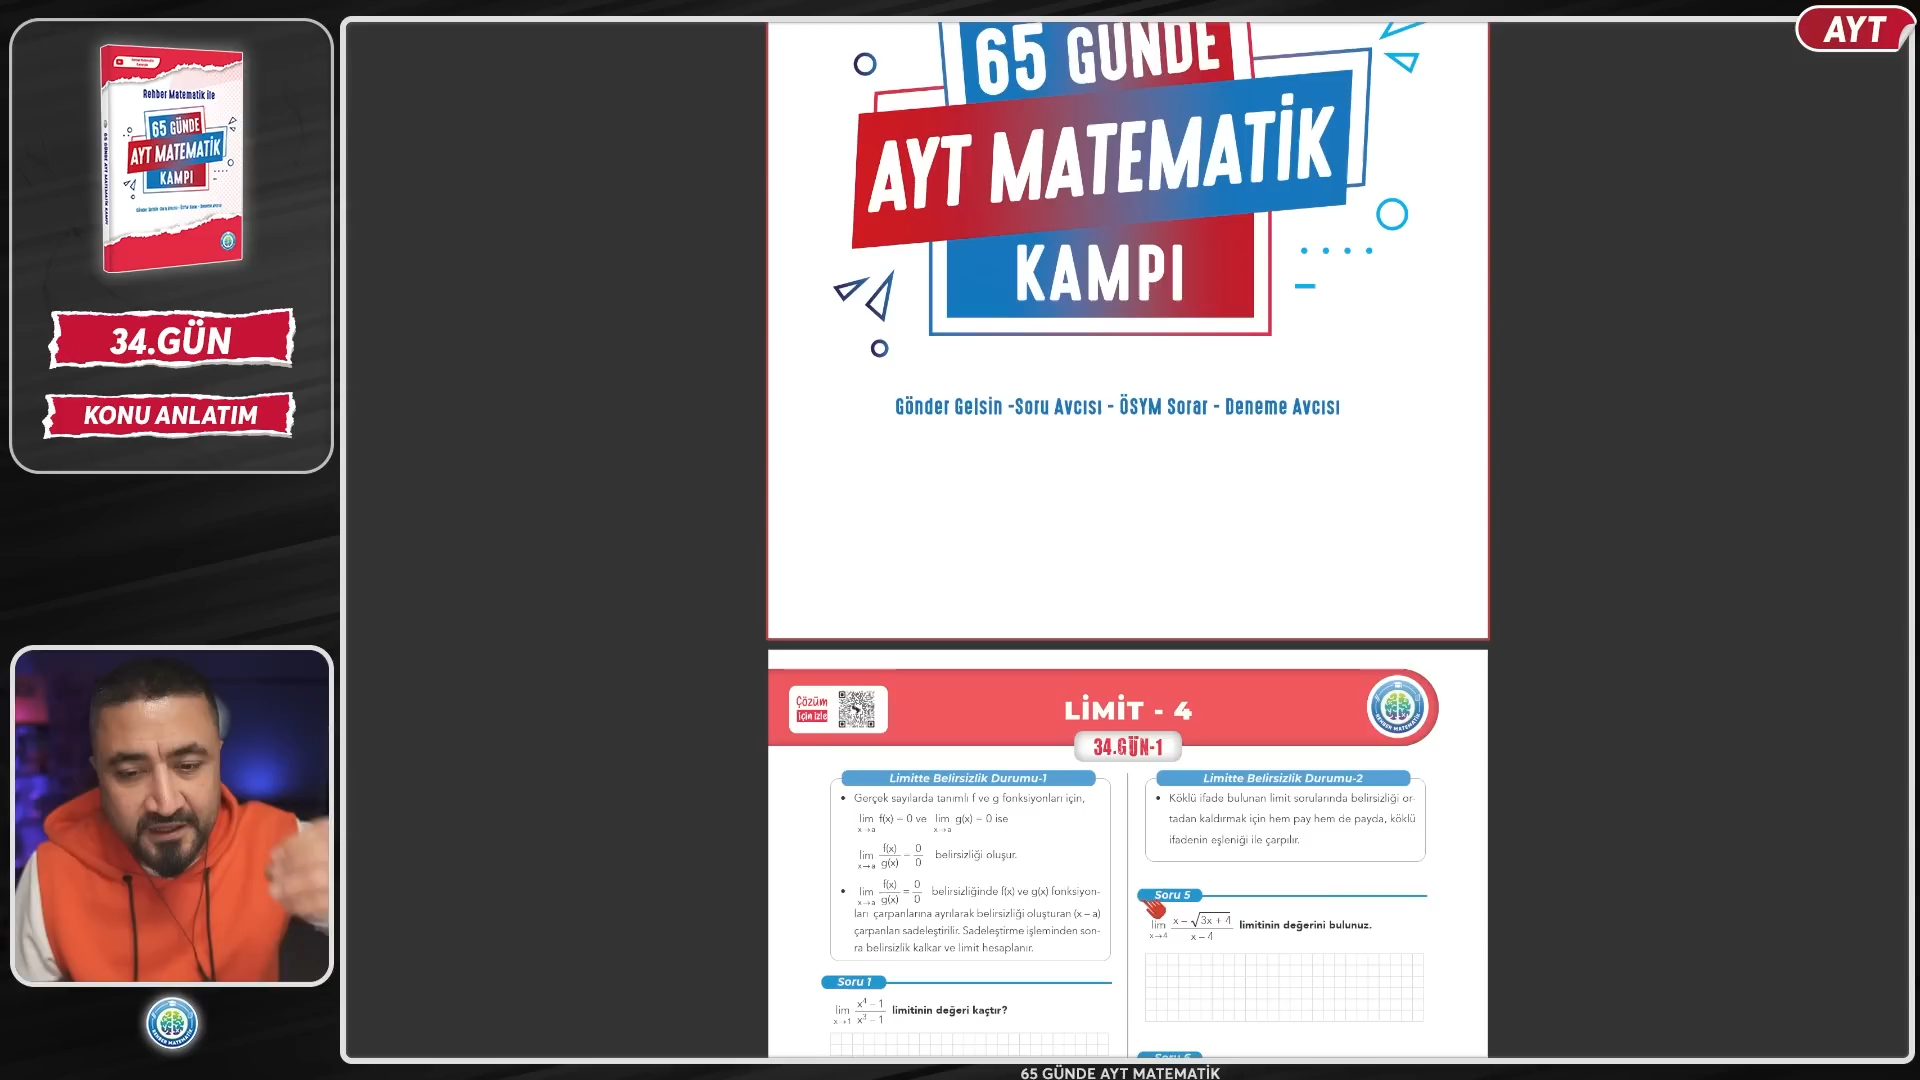 AYT
Rehber Matematik ile
65 GÜNDE
AYT MATEMATİK
KAMPI
34.GÜN
KONU ANLATIM
65 GÜNDE
AYT MATEMATİK
KAMPI
Gönder Gelsin -Soru Avcısı - ÖSYM Sorar - Deneme Avcısı
Çözüm
için izle
LİMİT - 4
34.GÜN-1
Limitte Belirsizlik Durumu-1
• Gerçek sayılarda tanımlı f ve g fonksiyonları için,
lim x→a f(x) = 0 ve lim x→a g(x) = 0 ise
lim x→a f(x)/g(x) = 0/0 belirsizliği oluşur.
• lim x→a f(x)/g(x) = 0/0 belirsizliğinde f(x) ve g(x) fonksiyon-
ları çarpanlarına ayrılarak belirsizliği oluşturan (x – a)
çarpanları sadeleştirilir. Sadeleştirme işleminden son-
ra belirsizlik kalkar ve limit hesaplanır.
Soru 1
lim x→1 x⁴ – 1 / x³ – 1 limitinin değeri kaçtır?
Limitte Belirsizlik Durumu-2
• Köklü ifade bulunan limit sorularında belirsizliği or-
tadan kaldırmak için hem pay hem de payda, köklü
ifadenin eşleniği ile çarpılır.
Soru 5
lim x→4 x – √3x + 4 / x – 4 limitinin değerini bulunuz.
Soru 6
65 GÜNDE AYT MATEMATİK